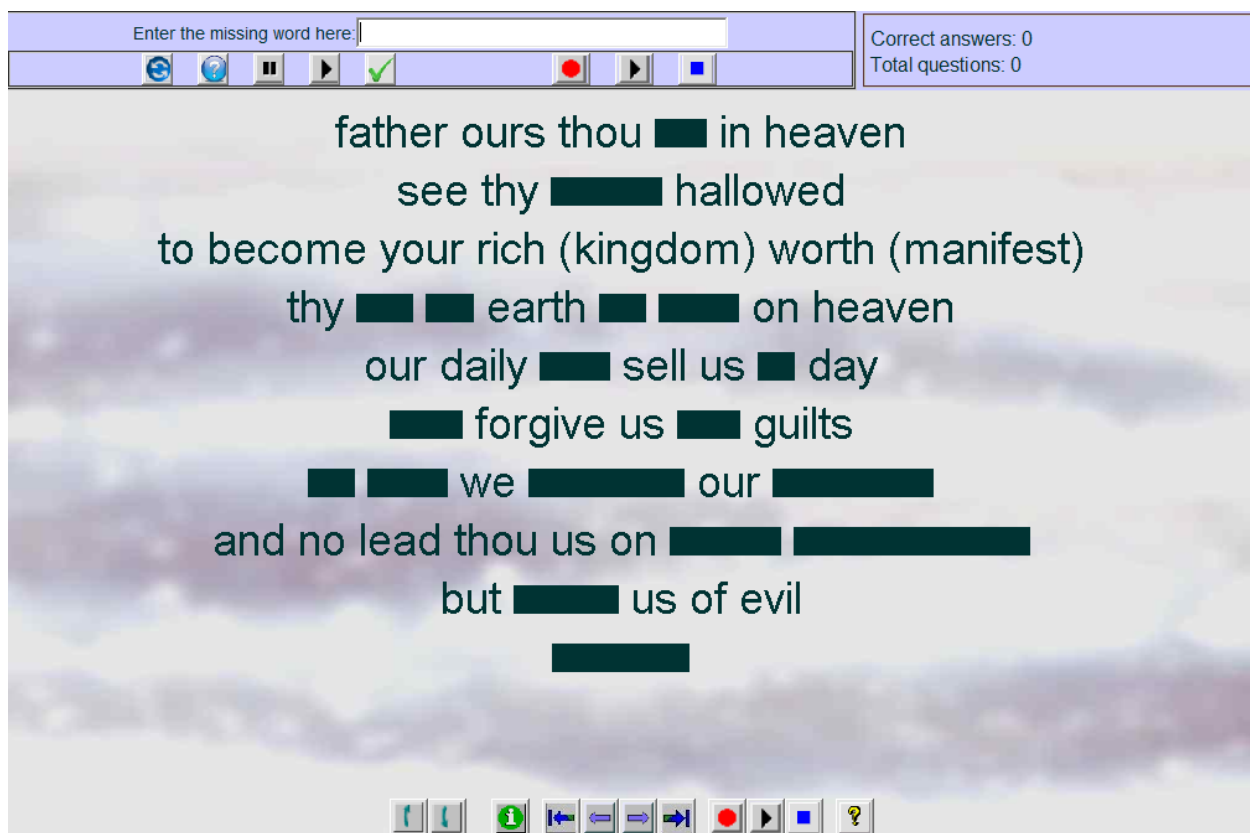 Enter the missing word here:
Correct answers: 0
Total questions: 0
father ours thou in heaven
see thy hallowed
to become your rich (kingdom) worth (manifest)
thy earth on heaven
our daily sell us day
forgive us guilts
we our
and no lead thou us on
but us of evil